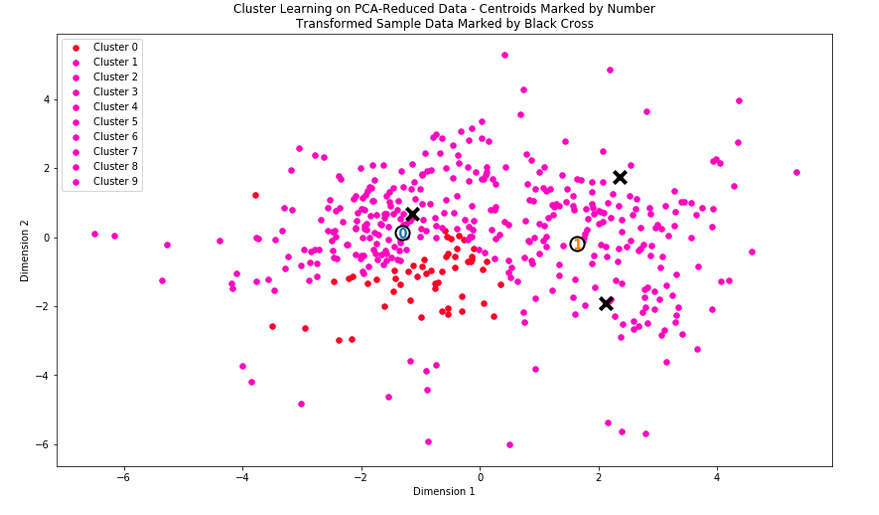 Cluster Learning on PCA-Reduced Data - Centroids Marked by Number
Transformed Sample Data Marked by Black Cross
Cluster 0
Cluster 1
Cluster 2
Cluster 3
Cluster 4
Cluster 5
Cluster 6
Cluster 7
Cluster 8
Cluster 9
4
2
0
−2
−4
−6
Dimension 2
0
1
−6
−4
−2
0
2
4
Dimension 1